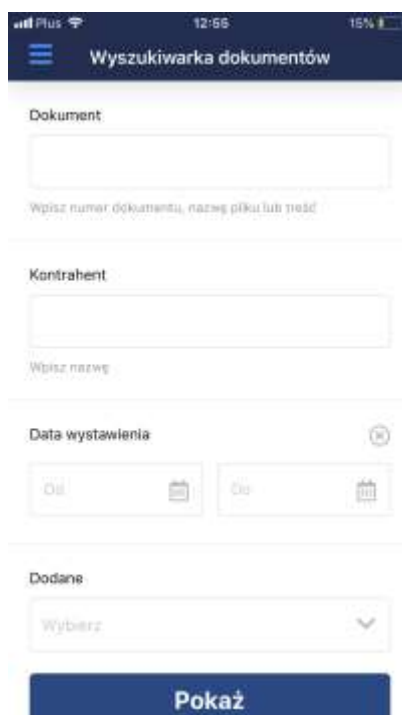 Plus 12:55 15%
Wyszukiwarka dokumentów
Dokument
Wpisz numer dokumentu, nazwę pliku lub treść
Kontrahent
Wpisz nazwę
Data wystawienia
Od
Do
Dodane
Wybierz
Pokaż